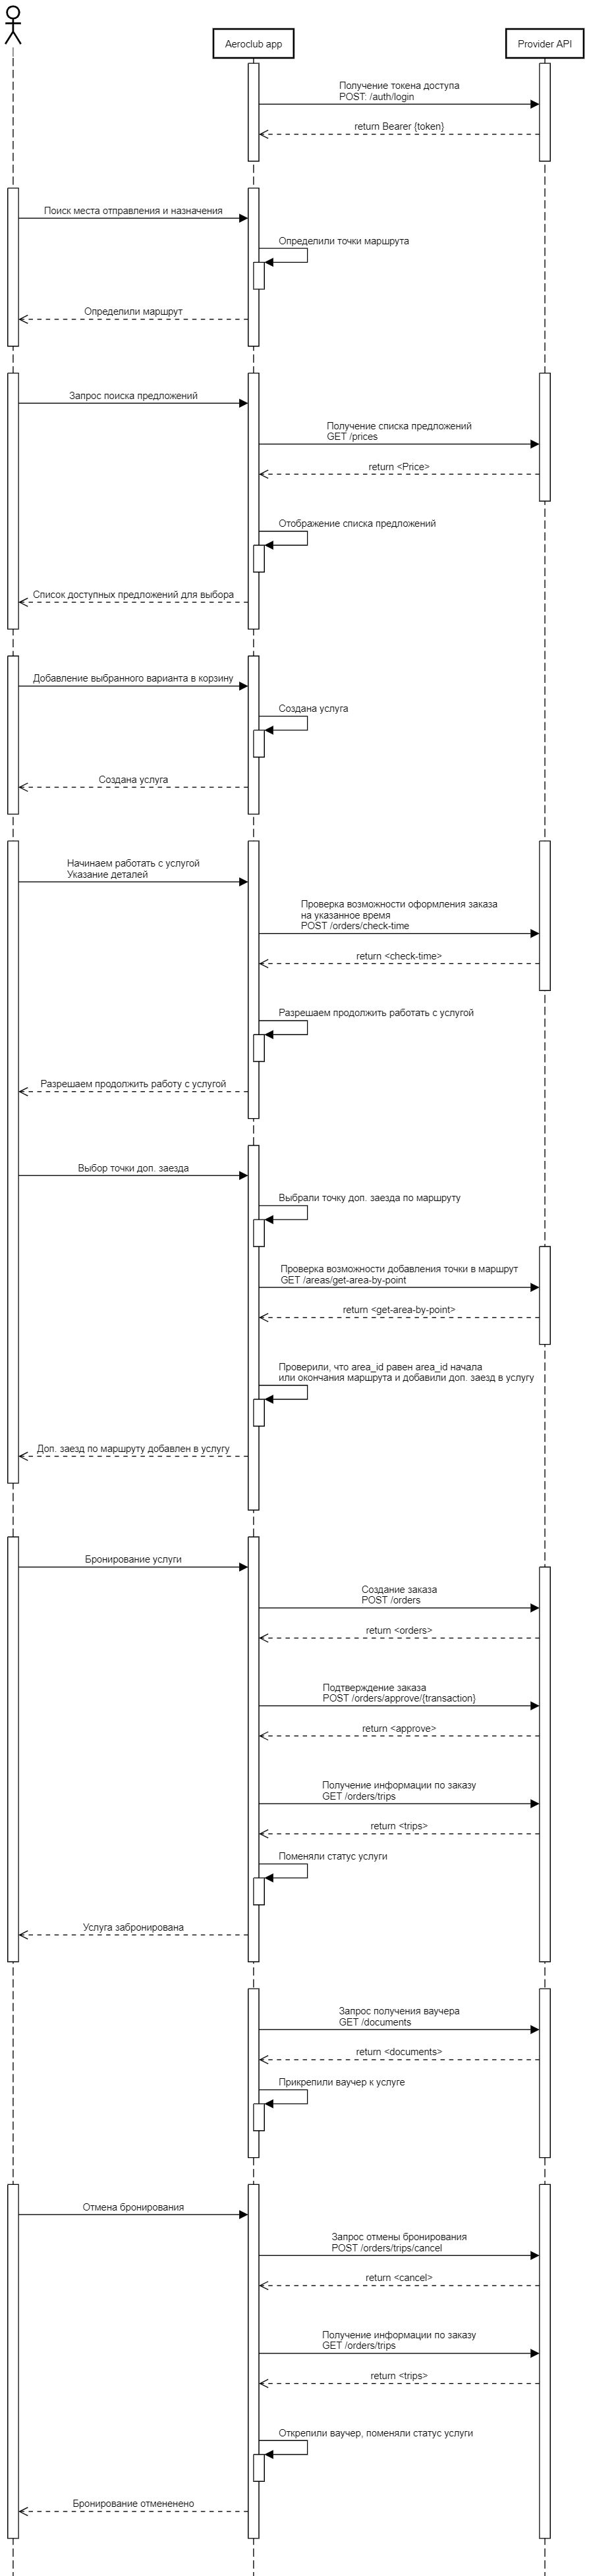 Aeroclub app
Provider API
Получение токена доступа
POST: /auth/login
return Bearer {token}
Поиск места отправления и назначения
Определили точки маршрута
Определили маршрут
Запрос поиска предложений
Получение списка предложений
GET /prices
return <Price>
Отображение списка предложений
Список доступных предложений для выбора
Добавление выбранного варианта в корзину
Создана услуга
Создана услуга
Начинаем работать с услугой
Указание деталей
Проверка возможности оформления заказа
на указанное время
POST /orders/check-time
return <check-time>
Разрешаем продолжить работать с услугой
Разрешаем продолжить работу с услугой
Выбор точки доп. заезда
Выбрали точку доп. заезда по маршруту
Проверка возможности добавления точки в маршрут
GET /areas/get-area-by-point
return <get-area-by-point>
Проверили, что area_id равен area_id начала
или окончания маршрута и добавили доп. заезд в услугу
Доп. заезд по маршруту добавлен в услугу
Бронирование услуги
Создание заказа
POST /orders
return <orders>
Подтверждение заказа
POST /orders/approve/{transaction}
return <approve>
Получение информации по заказу
GET /orders/trips
return <trips>
Поменяли статус услуги
Услуга забронирована
Запрос получения ваучера
GET /documents
return <documents>
Прикрепили ваучер к услуге
Отмена бронирования
Запрос отмены бронирования
POST /orders/trips/cancel
return <cancel>
Получение информации по заказу
GET /orders/trips
return <trips>
Открепили ваучер, поменяли статус услуги
Бронирование отмененено